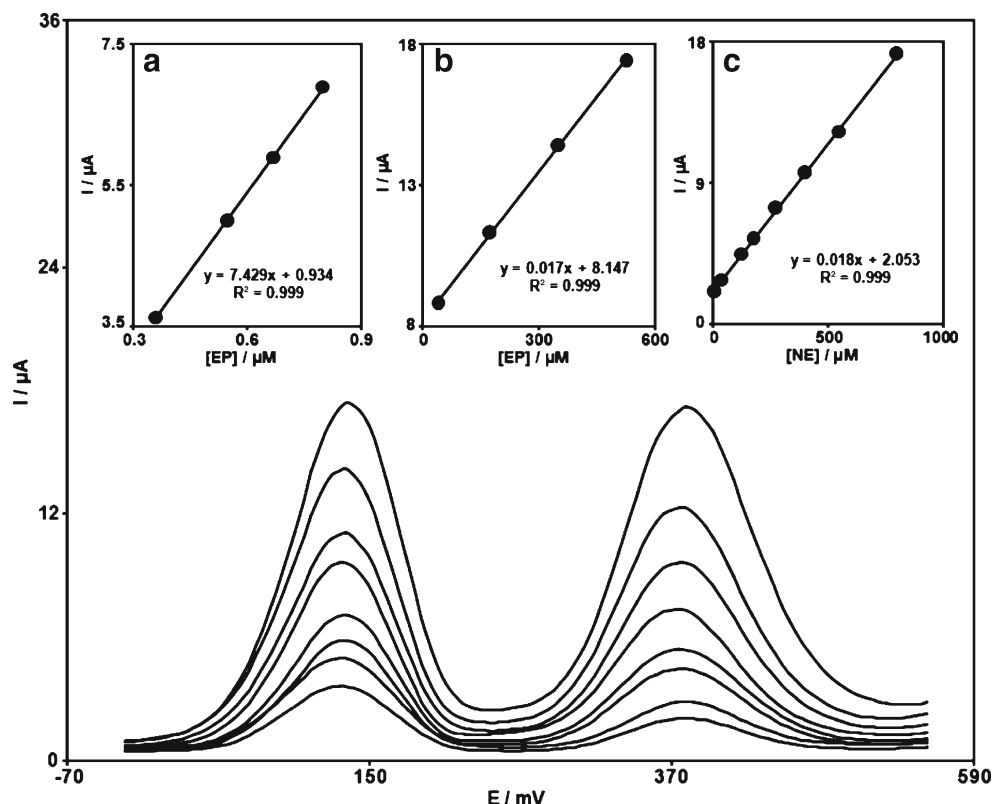 36
24
12
0
I / µA
-70
150
370
590
E / mV
a
7.5
5.5
3.5
I / µA
0.3
0.6
0.9
[EP] / µM
y = 7.429x + 0.934
R² = 0.999
b
18
13
8
I / µA
0
300
600
[EP] / µM
y = 0.017x + 8.147
R² = 0.999
c
18
9
0
I / µA
0
500
1000
[NE] / µM
y = 0.018x + 2.053
R² = 0.999